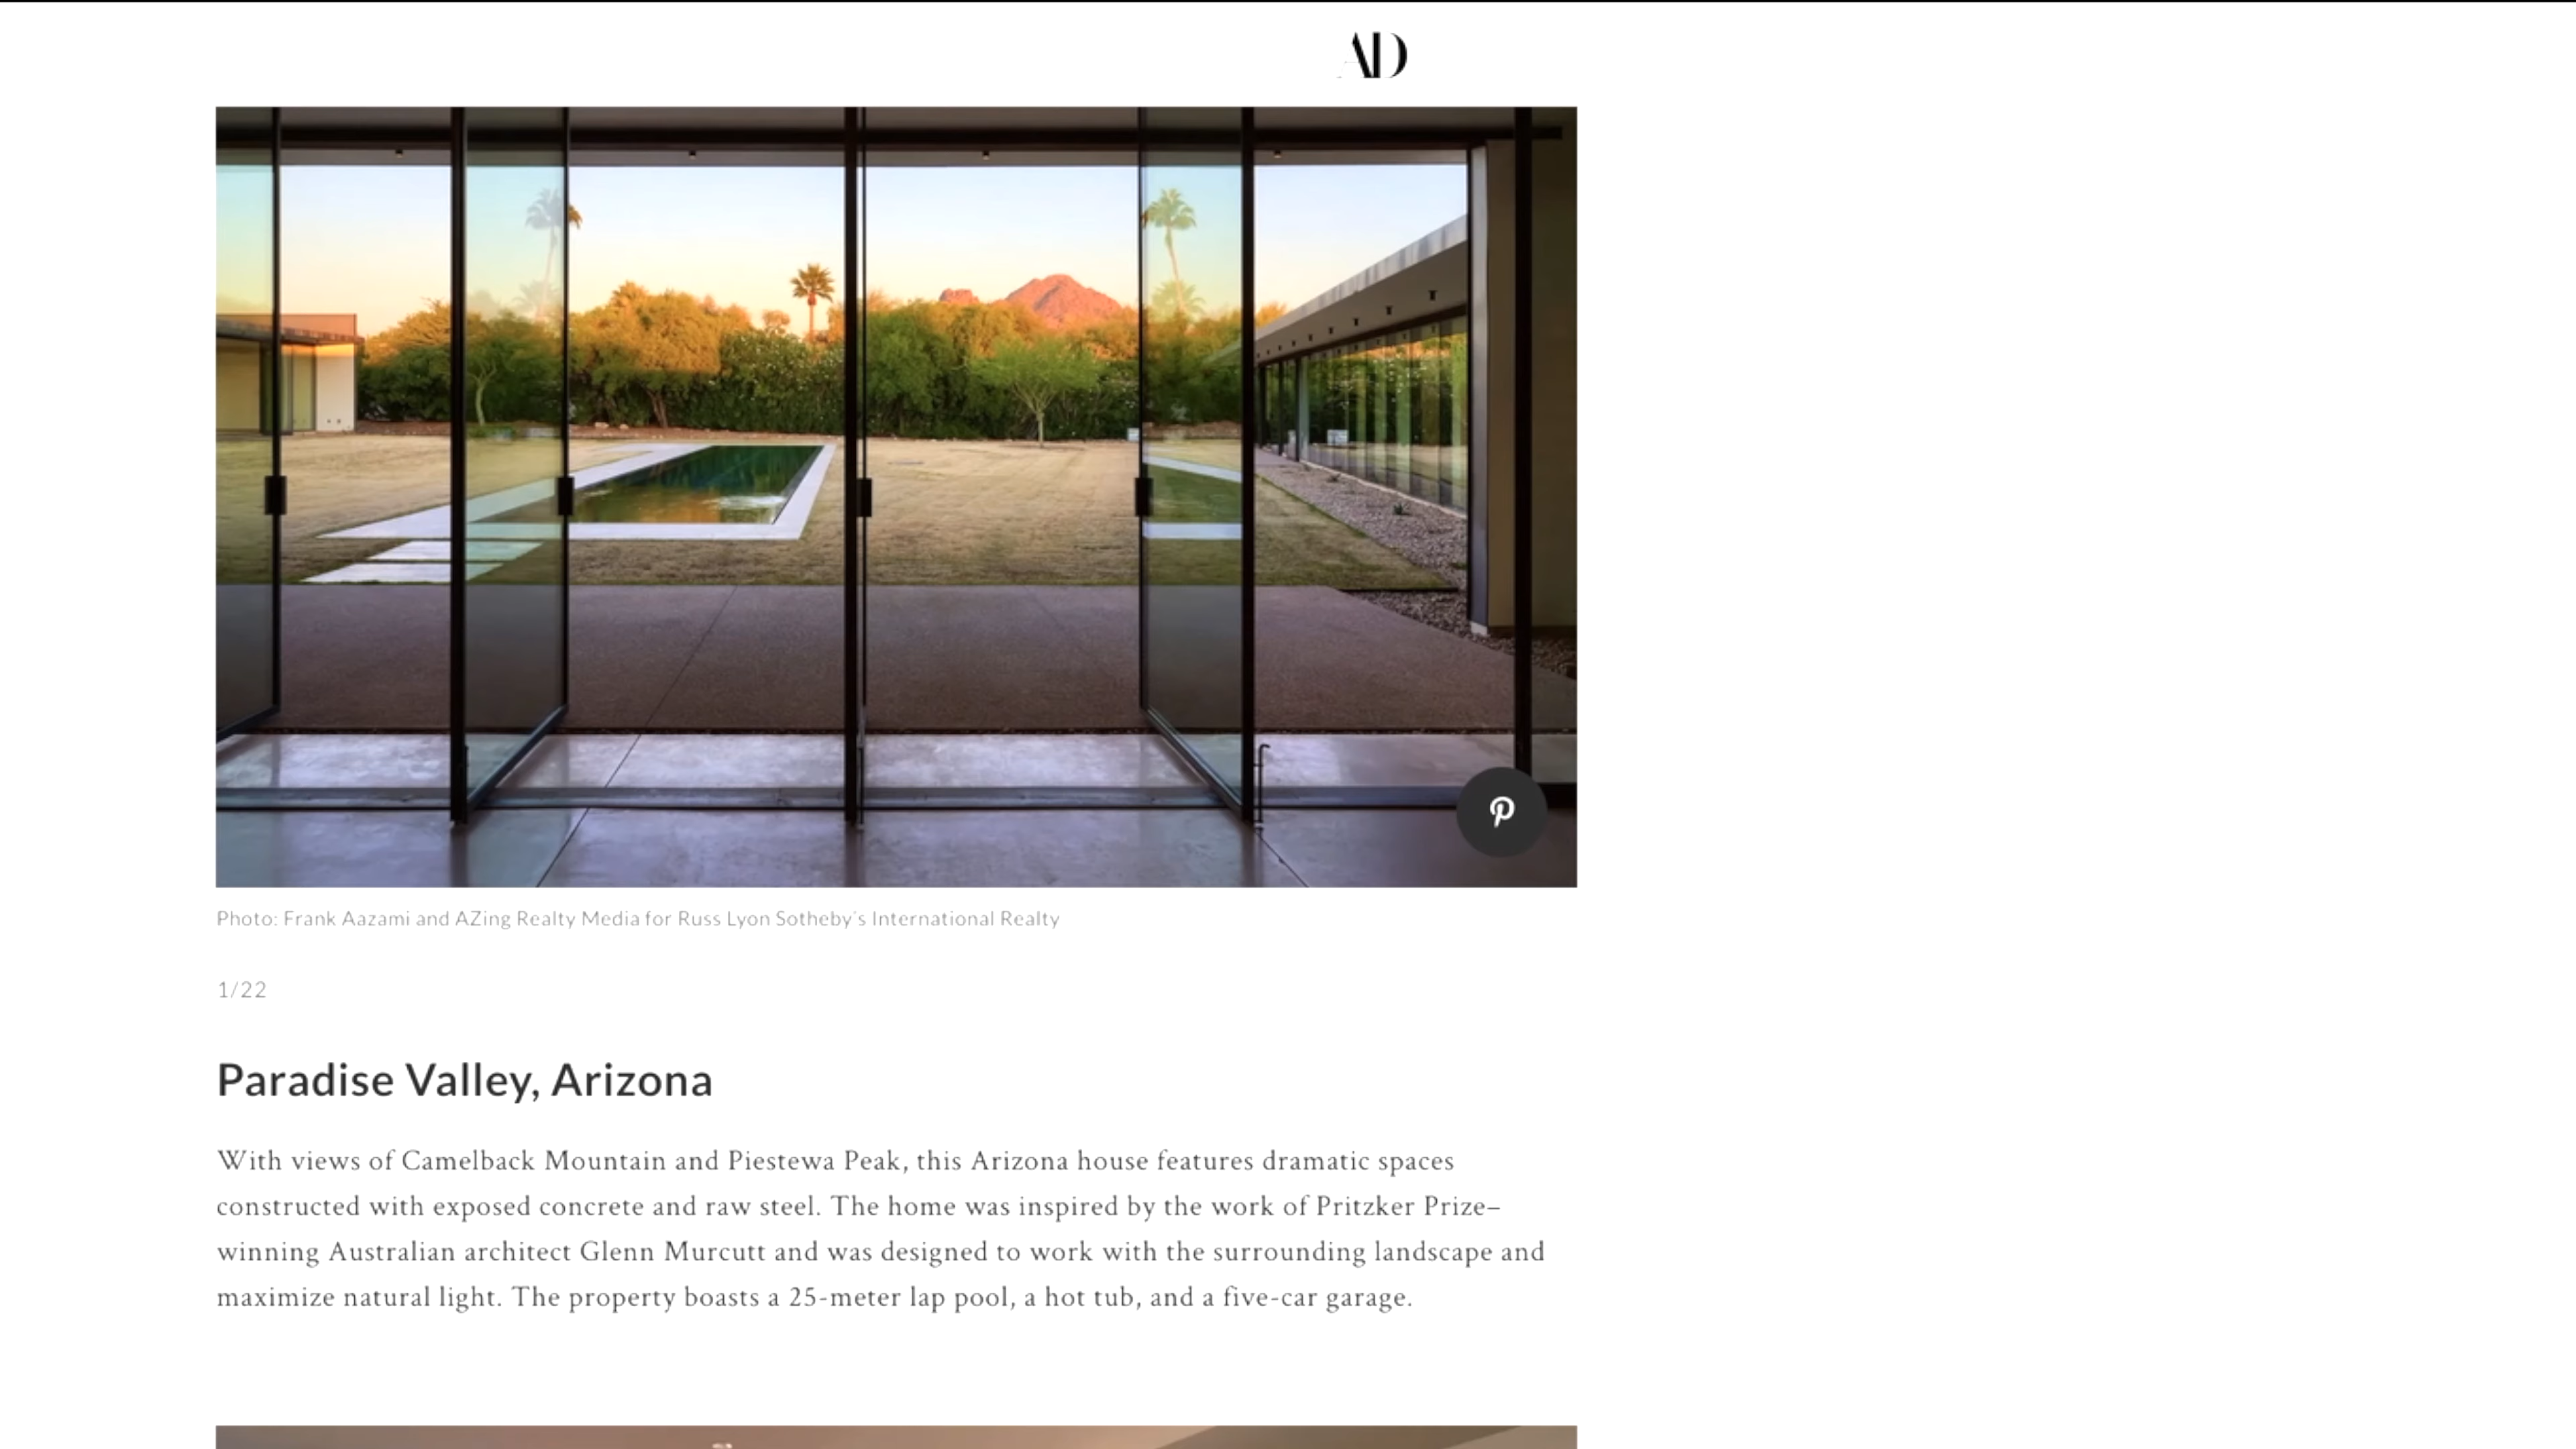 AD
Photo: Frank Aazami and AZing Realty Media for Russ Lyon Sotheby's International Realty
1/22
Paradise Valley, Arizona
With views of Camelback Mountain and Piestewa Peak, this Arizona house features dramatic spaces
constructed with exposed concrete and raw steel. The home was inspired by the work of Pritzker Prize–
winning Australian architect Glenn Murcutt and was designed to work with the surrounding landscape and
maximize natural light. The property boasts a 25-meter lap pool, a hot tub, and a five-car garage.